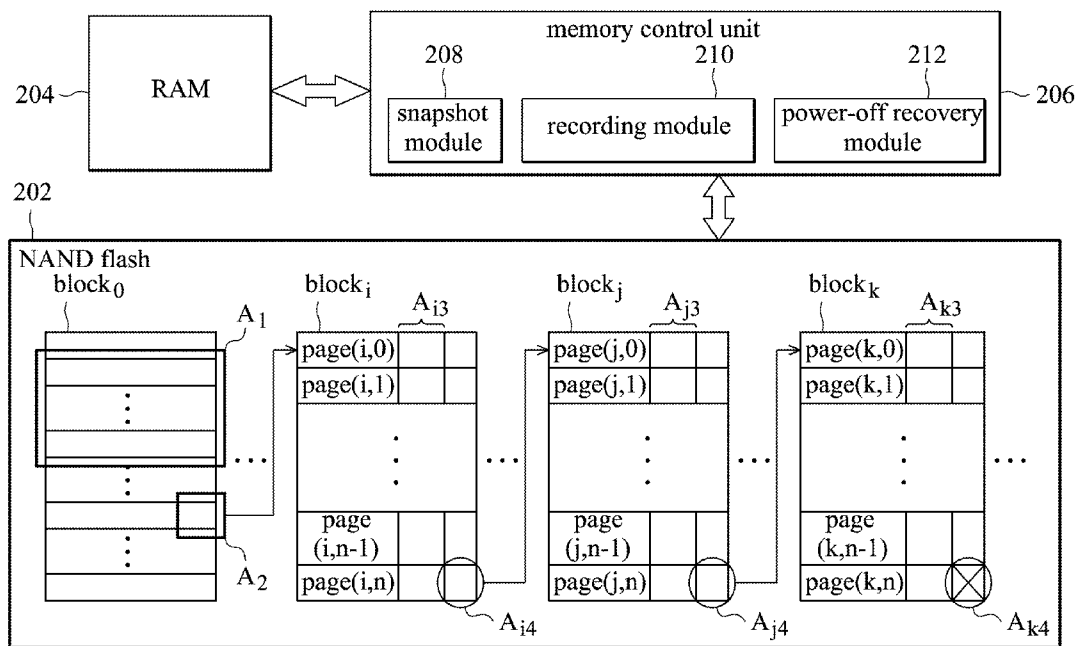 memory control unit
208
210
212
204
RAM
206
snapshot
module
recording module
power-off recovery
module
202
NAND flash
block0
A1
blocki
Ai3
blockj
Aj3
blockk
Ak3
page(i,0)
page(j,0)
page(k,0)
page(i,1)
page(j,1)
page(k,1)
page
(i,n-1)
page
(j,n-1)
page
(k,n-1)
page(i,n)
page(j,n)
page(k,n)
A2
Ai4
Aj4
Ak4